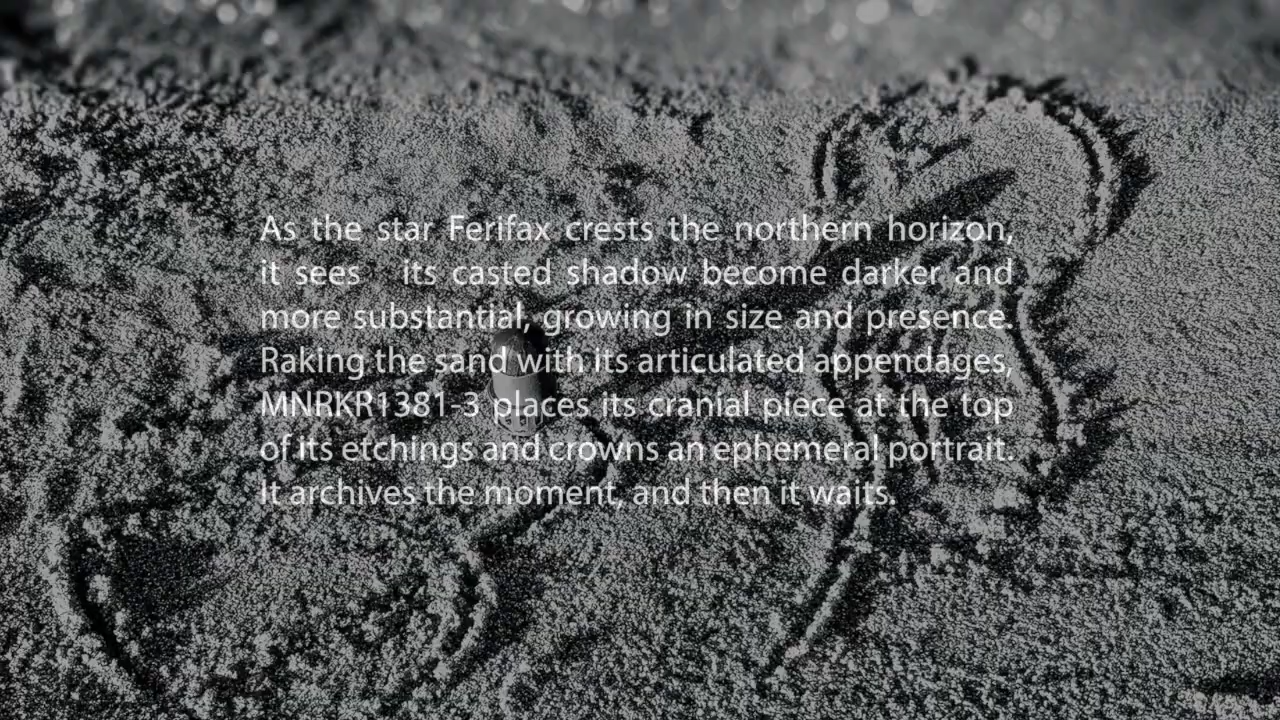 As the star Ferifax crests the northern horizon,
it sees its casted shadow become darker and
more substantial, growing in size and presence.
Raking the sand with its articulated appendages,
MNRKR1381-3 places its cranial piece at the top
of its etchings and crowns an ephemeral portrait.
It archives the moment, and then it waits.